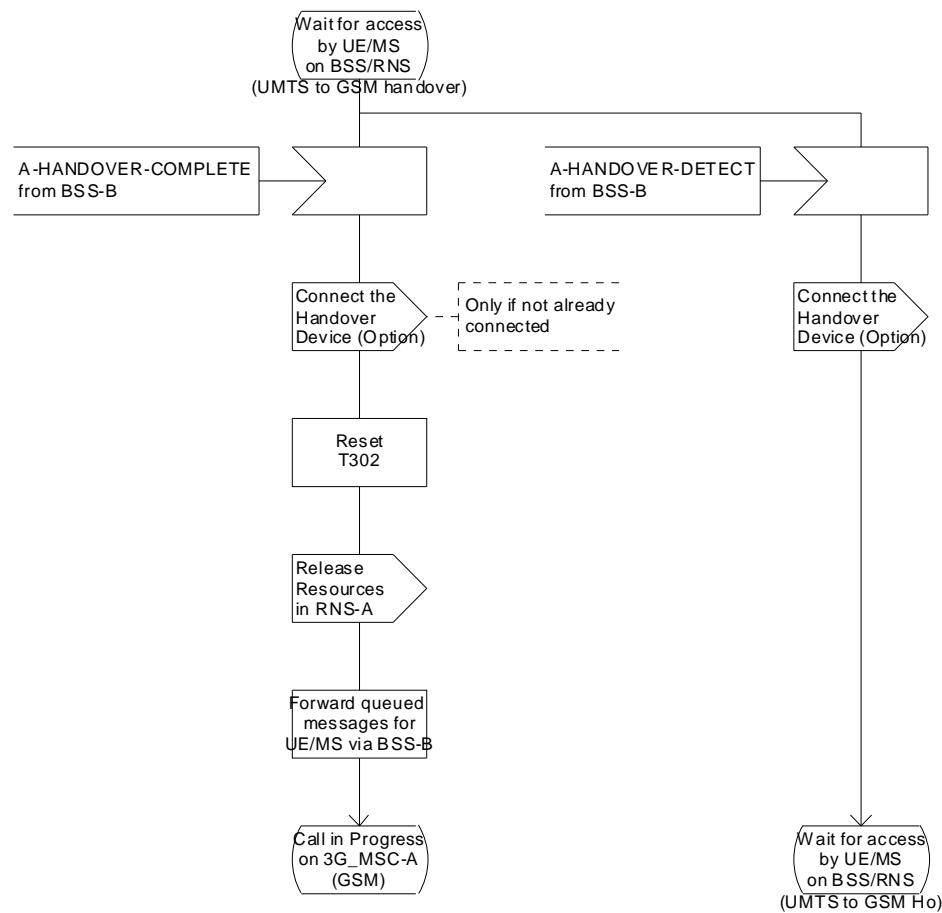 Wait for access
by UE/MS
on BSS/RNS
(UMTS to GSM handover)
A-HANDOVER-COMPLETE
from BSS-B
A-HANDOVER-DETECT
from BSS-B
Connect the
Handover
Device (Option)
Only if not already
connected
Connect the
Handover
Device (Option)
Reset
T302
Release
Resources
in RNS-A
Forward queued
messages for
UE/MS via BSS-B
Call in Progress
on 3G_MSC-A
(GSM)
Wait for access
by UE/MS
on BSS/RNS
(UMTS to GSM Ho)